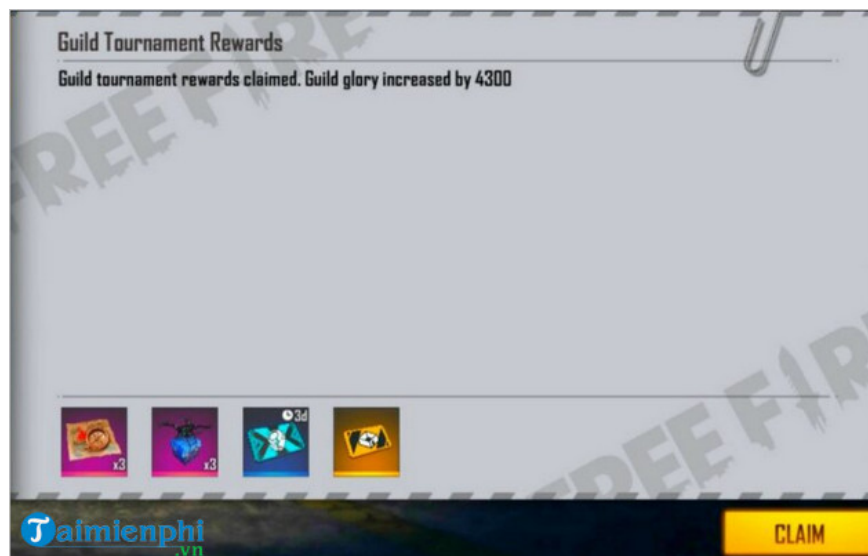 Guild Tournament Rewards
Guild tournament rewards claimed. Guild glory increased by 4300
FREE FIRE
FREE FIRE
x3
x3
3d
CLAIM
Taimienphi
.vn